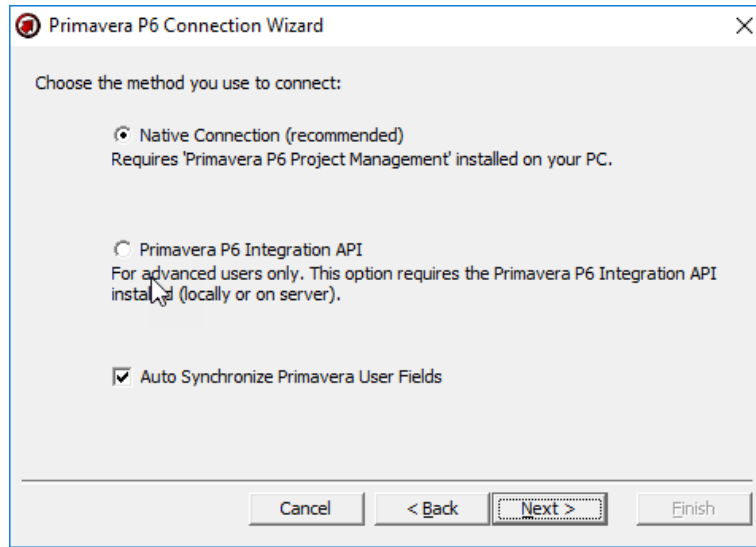 Primavera P6 Connection Wizard
Choose the method you use to connect:
Native Connection (recommended)
Requires 'Primavera P6 Project Management' installed on your PC.
Primavera P6 Integration API
For advanced users only. This option requires the Primavera P6 Integration API
installed (locally or on server).
Auto Synchronize Primavera User Fields
Cancel
< Back
Next >
Finish